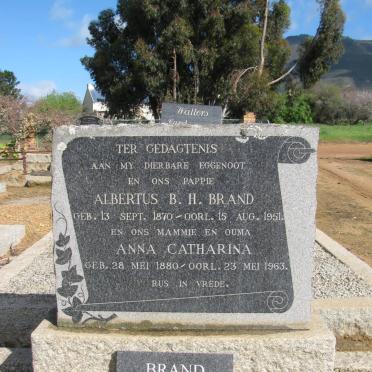 Walters
TER GEDAGTENIS
AAN MY DIERBARE EGGENOOT
EN ONS PAPPIE
ALBERTUS B. H. BRAND
GEB. 13 SEPT. 1870 - OORL. 15 AUG. 1951.
EN ONS MAMMIE EN OUMA
ANNA CATHARINA
GEB. 28 MEI 1880 - OORL. 23 MEI 1963.
RUS IN VREDE.
BRAND